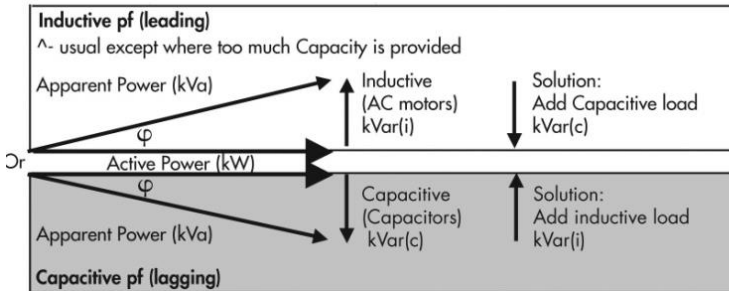 Inductive pf (leading)
^- usual except where too much Capacity is provided
Apparent Power (kVa)
Inductive
(AC motors)
kVar(i)
Solution:
Add Capacitive load
kVar(c)
φ
Or
Active Power (kW)
φ
Capacitive
(Capacitors)
kVar(c)
Solution:
Add inductive load
kVar(i)
Apparent Power (kVa)
Capacitive pf (lagging)